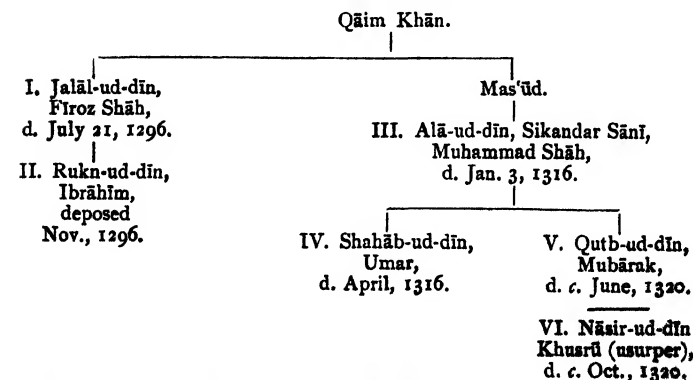 Qāim Khān.
I. Jalāl-ud-dīn,
Fīroz Shāh,
d. July 21, 1296.
II. Rukn-ud-dīn,
Ibrāhīm,
deposed
Nov., 1296.
Mas'ūd.
III. Alā-ud-dīn, Sikandar Sānī,
Muhammad Shāh,
d. Jan. 3, 1316.
IV. Shahāb-ud-dīn,
Umar,
d. April, 1316.
V. Qutb-ud-dīn,
Mubārak,
d. c. June, 1320.
VI. Nāsir-ud-dīn
Khusrū (usurper),
d. c. Oct., 1320.